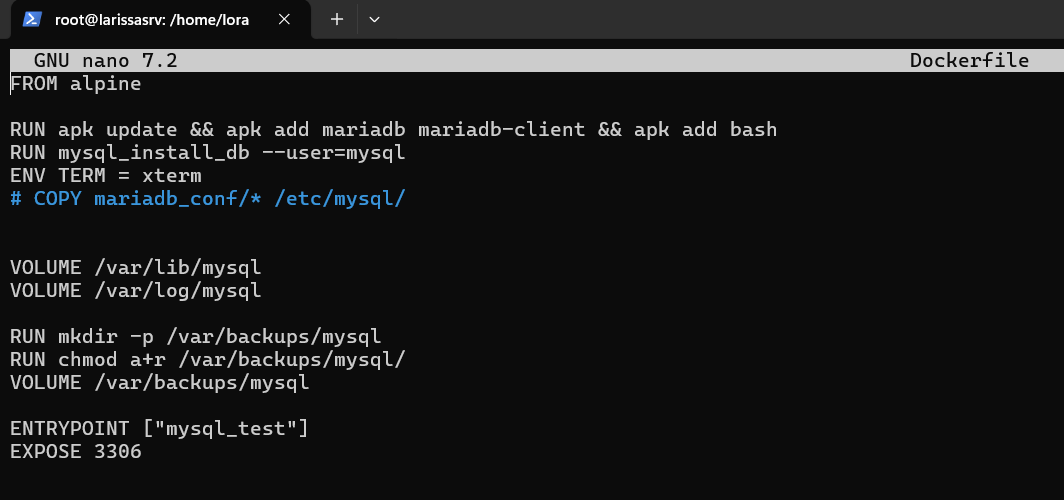 root@larissasrv: /home/lora
GNU nano 7.2 Dockerfile
FROM alpine
RUN apk update && apk add mariadb mariadb-client && apk add bash
RUN mysql_install_db --user=mysql
ENV TERM = xterm
# COPY mariadb_conf/* /etc/mysql/
VOLUME /var/lib/mysql
VOLUME /var/log/mysql
RUN mkdir -p /var/backups/mysql
RUN chmod a+r /var/backups/mysql/
VOLUME /var/backups/mysql
ENTRYPOINT ["mysql_test"]
EXPOSE 3306